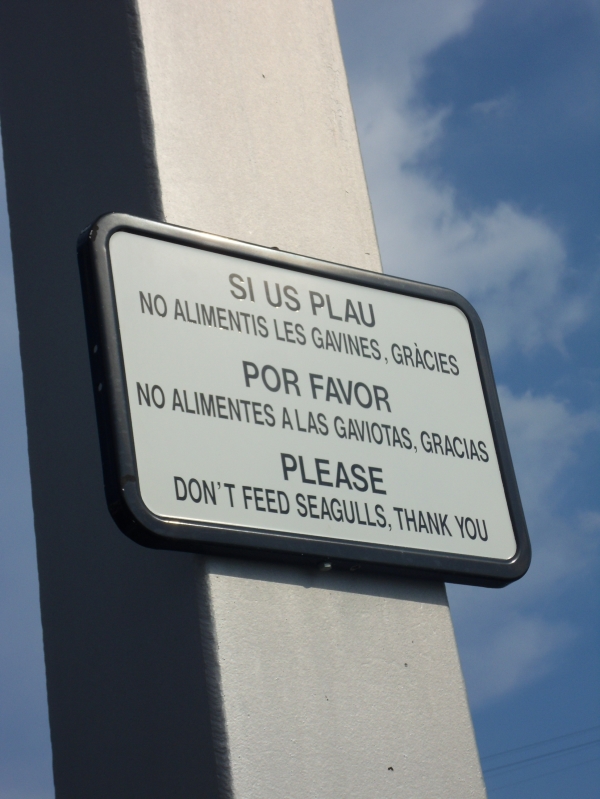 SI US PLAU
NO ALIMENTIS LES GAVINES, GRÀCIES
POR FAVOR
NO ALIMENTES A LAS GAVIOTAS, GRACIAS
PLEASE
DON'T FEED SEAGULLS, THANK YOU